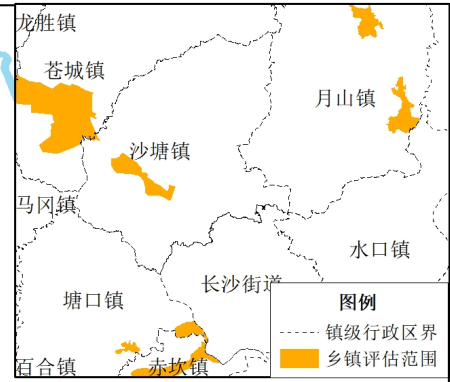 龙胜镇
苍城镇
月山镇
沙塘镇
马冈镇
水口镇
长沙街道
塘口镇
图例
镇级行政区界
乡镇评估范围
百合镇
赤坎镇